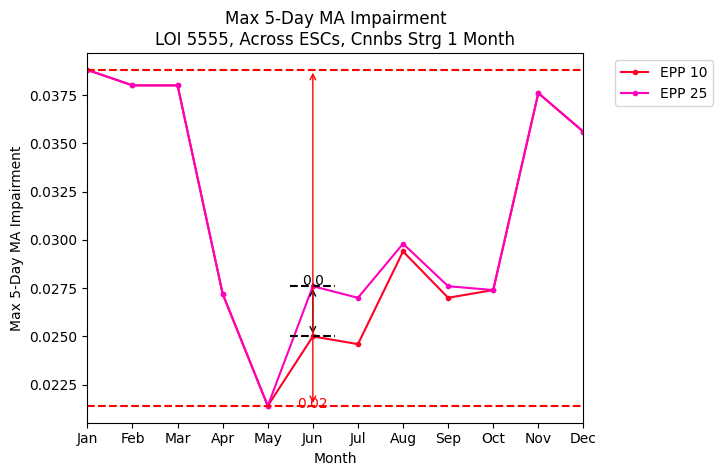 Max 5-Day MA Impairment
LOI 5555, Across ESCs, Cnnbs Strg 1 Month
EPP 10
EPP 25
0.0375
0.0350
0.0325
0.0300
0.0275
0.0250
0.0225
Max 5-Day MA Impairment
0.0
0.02
Jan Feb Mar Apr May Jun Jul Aug Sep Oct Nov Dec
Month